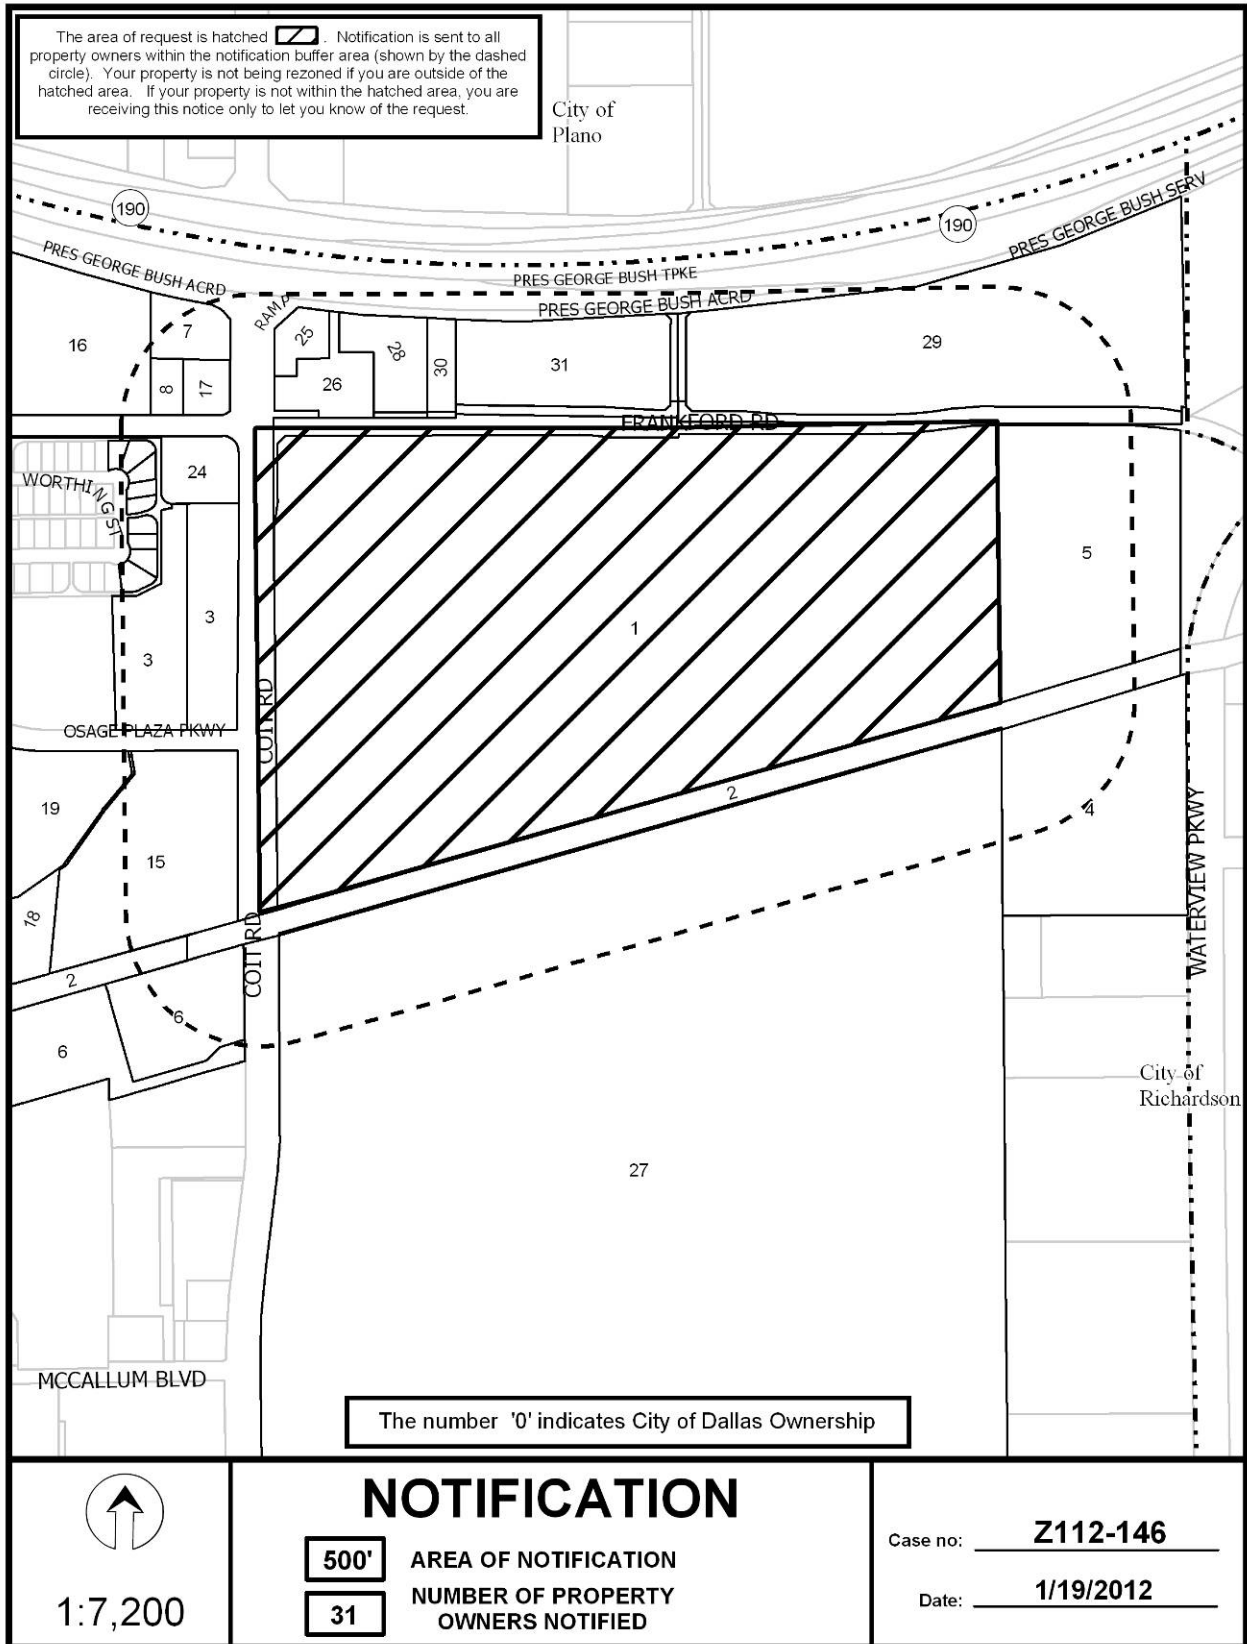 The area of request is hatched . Notification is sent to all
property owners within the notification buffer area (shown by the dashed
circle). Your property is not being rezoned if you are outside of the
hatched area. If your property is not within the hatched area, you are
receiving this notice only to let you know of the request.
City of
Plano
190
190
PRES GEORGE BUSH SERV
PRES GEORGE BUSH ACRD
PRES GEORGE BUSH TPKE
PRES GEORGE BUSH ACRD
RAMP
16
7
25
28
30
31
29
8
17
26
FRANKFORD RD
24
WORTHING ST
5
3
1
3
COIT RD
OSAGE PLAZA PKWY
2
19
4
15
WATERVIEW PKWY
18
COIT RD
2
6
6
City of
Richardson
27
MCCALLUM BLVD
The number '0' indicates City of Dallas Ownership
1:7,200
NOTIFICATION
500' AREA OF NOTIFICATION
31 NUMBER OF PROPERTY
OWNERS NOTIFIED
Case no: Z112-146
Date: 1/19/2012